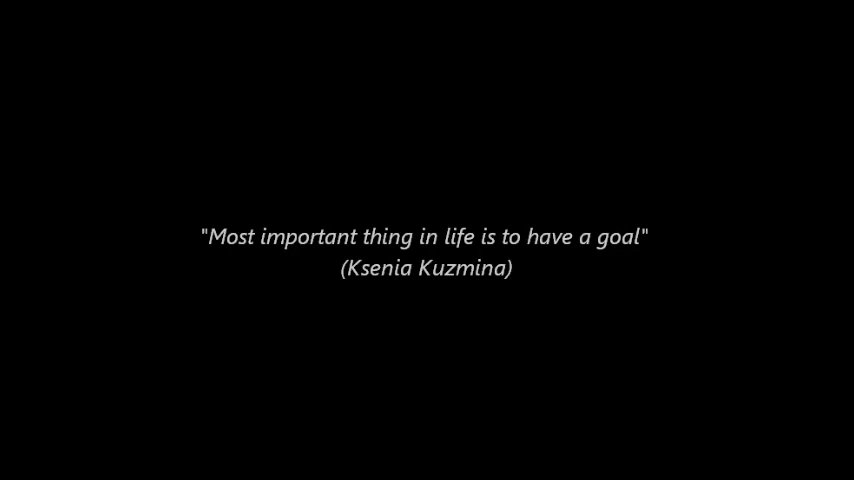 "Most important thing in life is to have a goal"
(Ksenia Kuzmina)